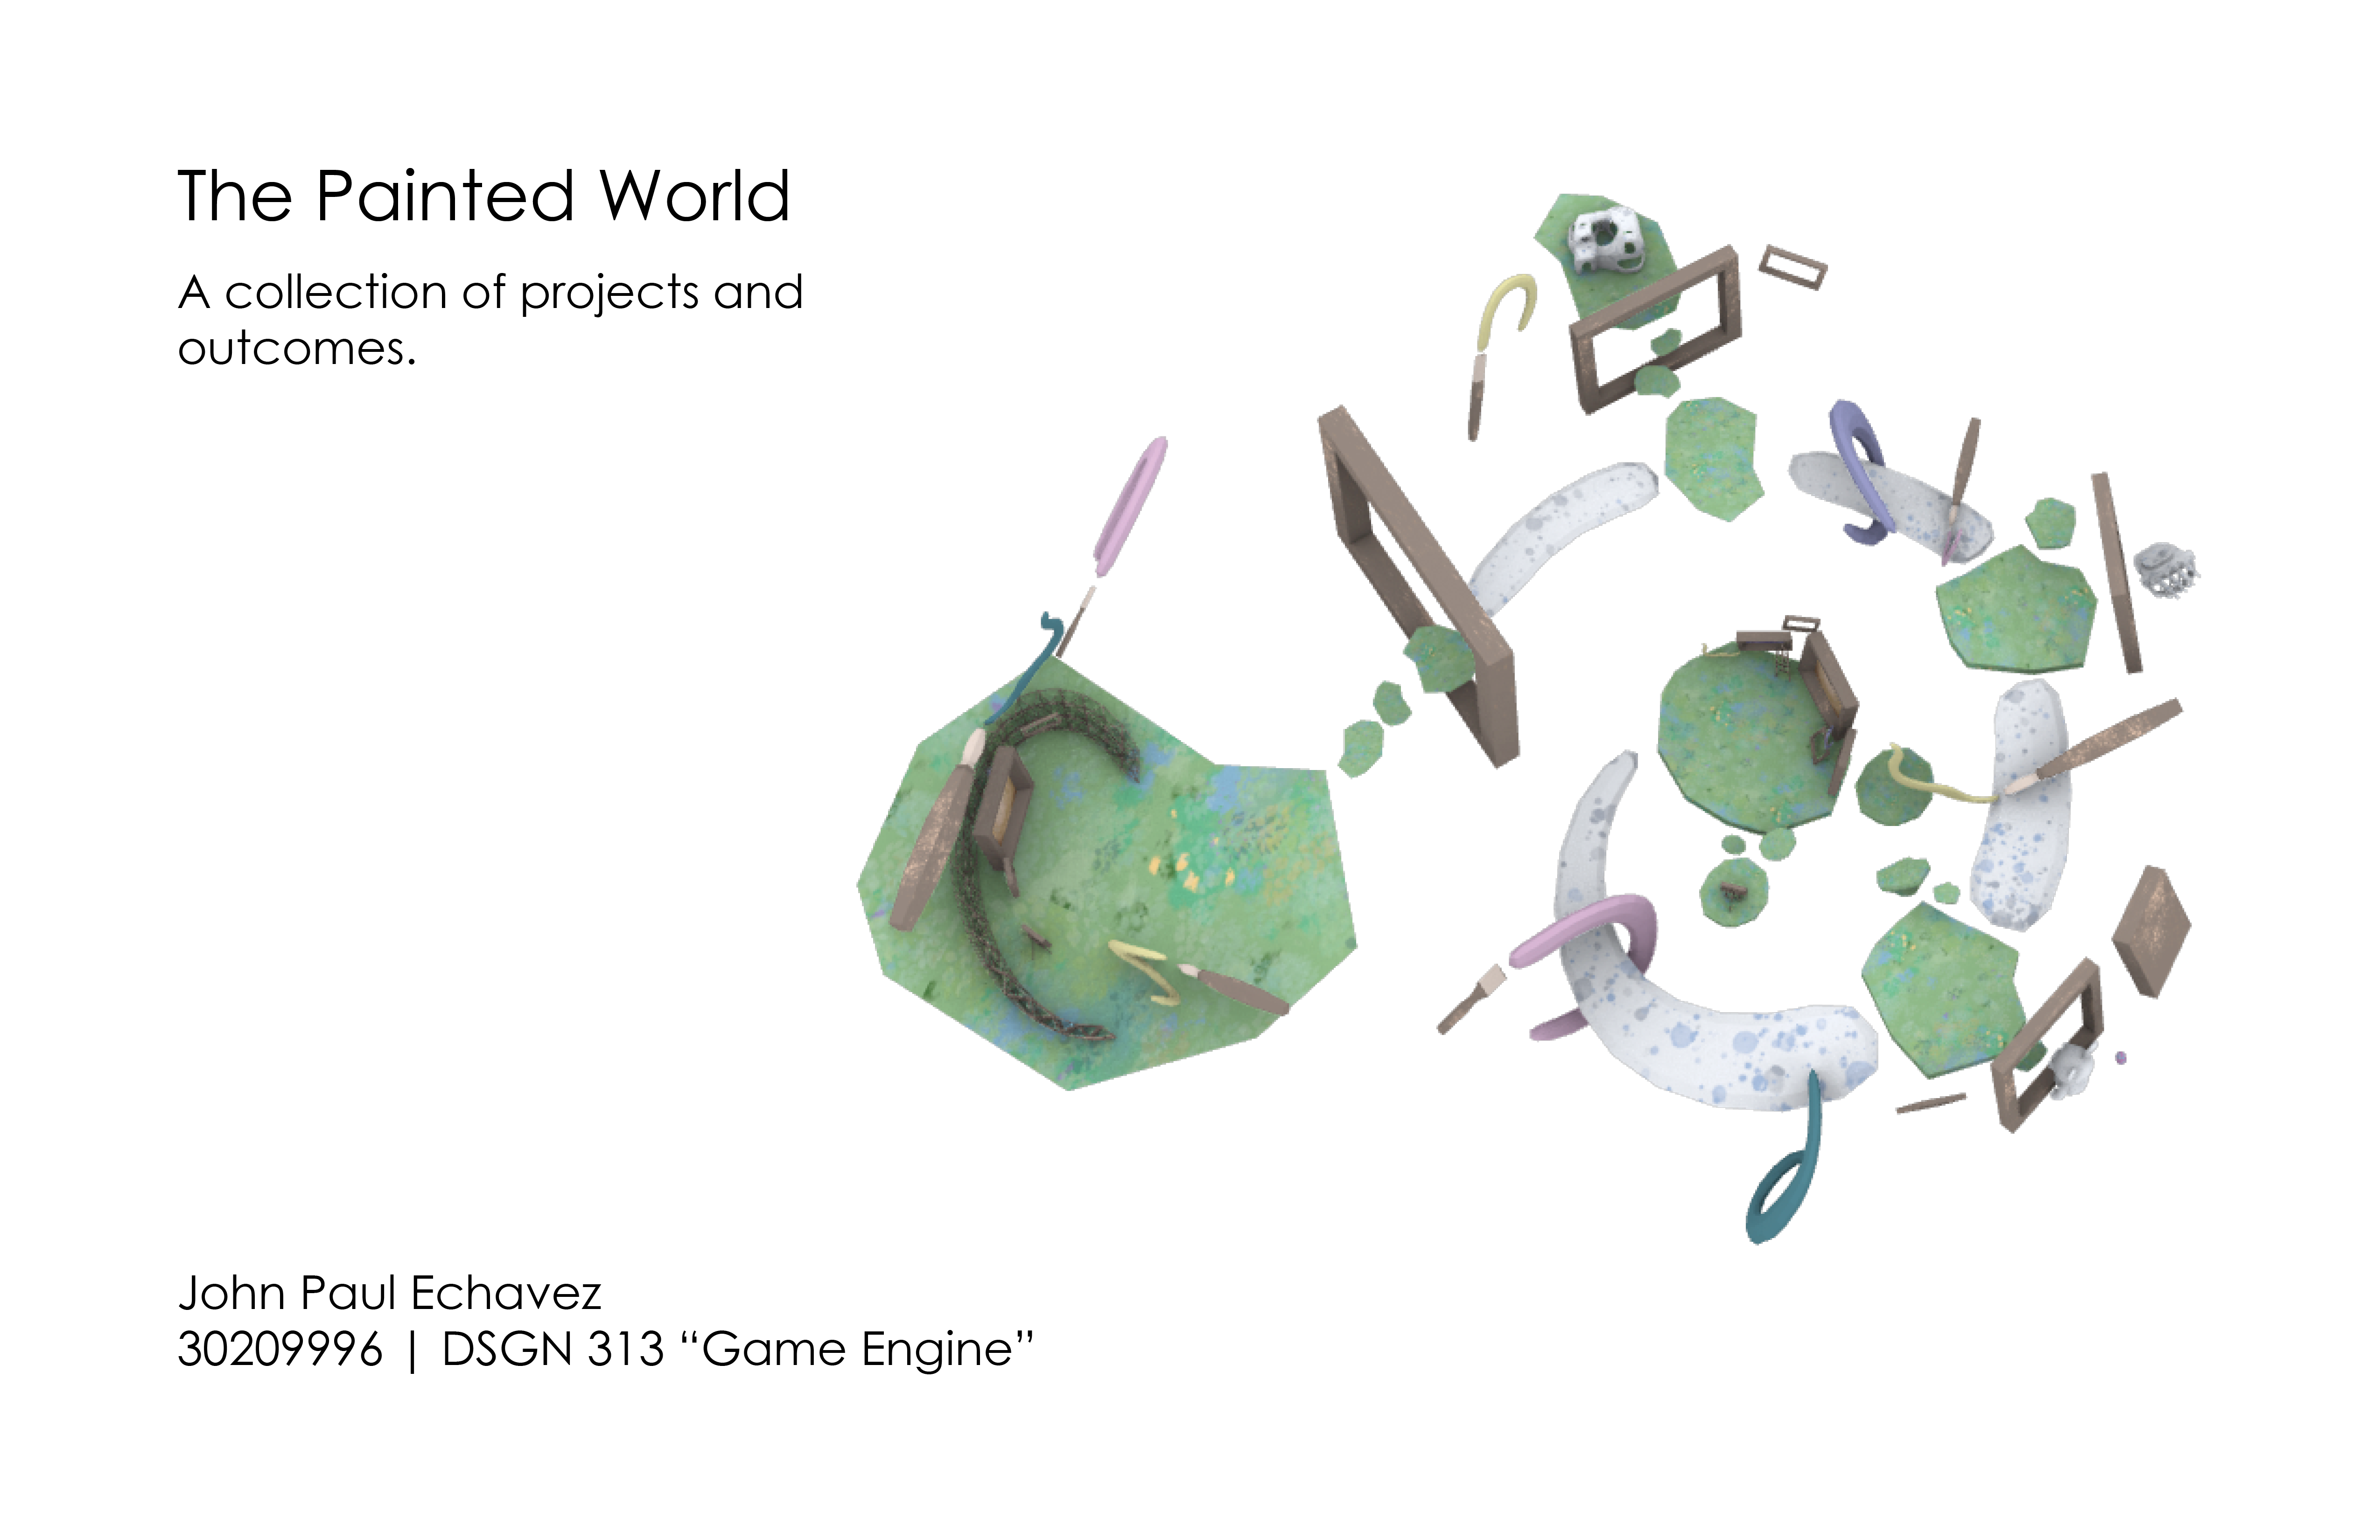 The Painted World
A collection of projects and
outcomes.
John Paul Echavez
30209996 | DSGN 313 “Game Engine”